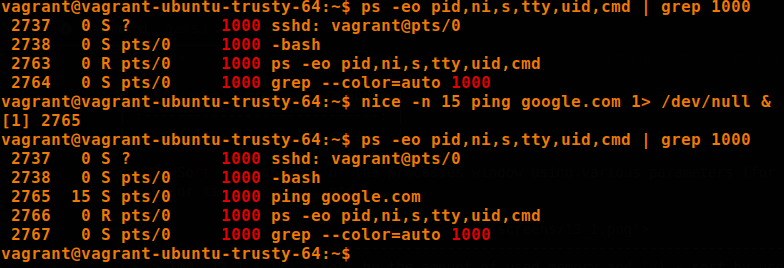 vagrant@vagrant-ubuntu-trusty-64:~$ ps -eo pid,ni,s,tty,uid,cmd | grep 1000
 2737   0 S ?         1000 sshd: vagrant@pts/0
 2738   0 S pts/0     1000 -bash
 2763   0 R pts/0     1000 ps -eo pid,ni,s,tty,uid,cmd
 2764   0 S pts/0     1000 grep --color=auto 1000
vagrant@vagrant-ubuntu-trusty-64:~$ nice -n 15 ping google.com 1> /dev/null &
[1] 2765
vagrant@vagrant-ubuntu-trusty-64:~$ ps -eo pid,ni,s,tty,uid,cmd | grep 1000
 2737   0 S ?         1000 sshd: vagrant@pts/0
 2738   0 S pts/0     1000 -bash
 2765  15 S pts/0     1000 ping google.com
 2766   0 R pts/0     1000 ps -eo pid,ni,s,tty,uid,cmd
 2767   0 S pts/0     1000 grep --color=auto 1000
vagrant@vagrant-ubuntu-trusty-64:~$